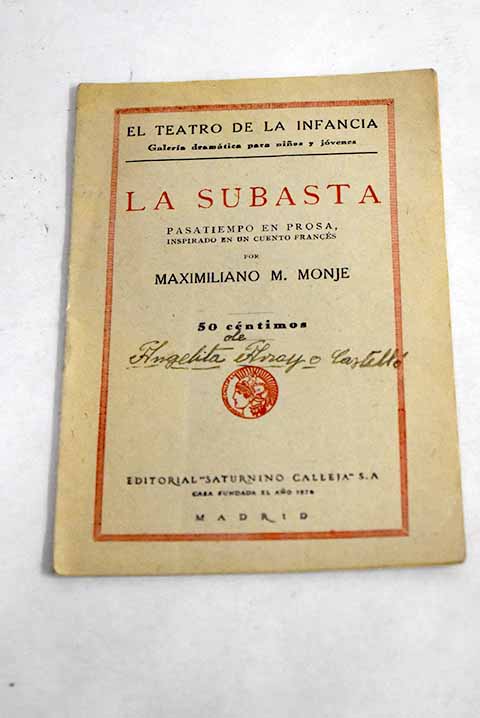 EL TEATRO DE LA INFANCIA
Galería dramática para niños y jóvenes
LA SUBASTA
PASATIEMPO EN PROSA,
INSPIRADO EN UN CUENTO FRANCÉS
POR
MAXIMILIANO M. MONJE
50 céntimos
de
Angelita Castelló
EDITORIAL "SATURNINO CALLEJA" S.A
CASA FUNDADA EL AÑO 1876
MADRID